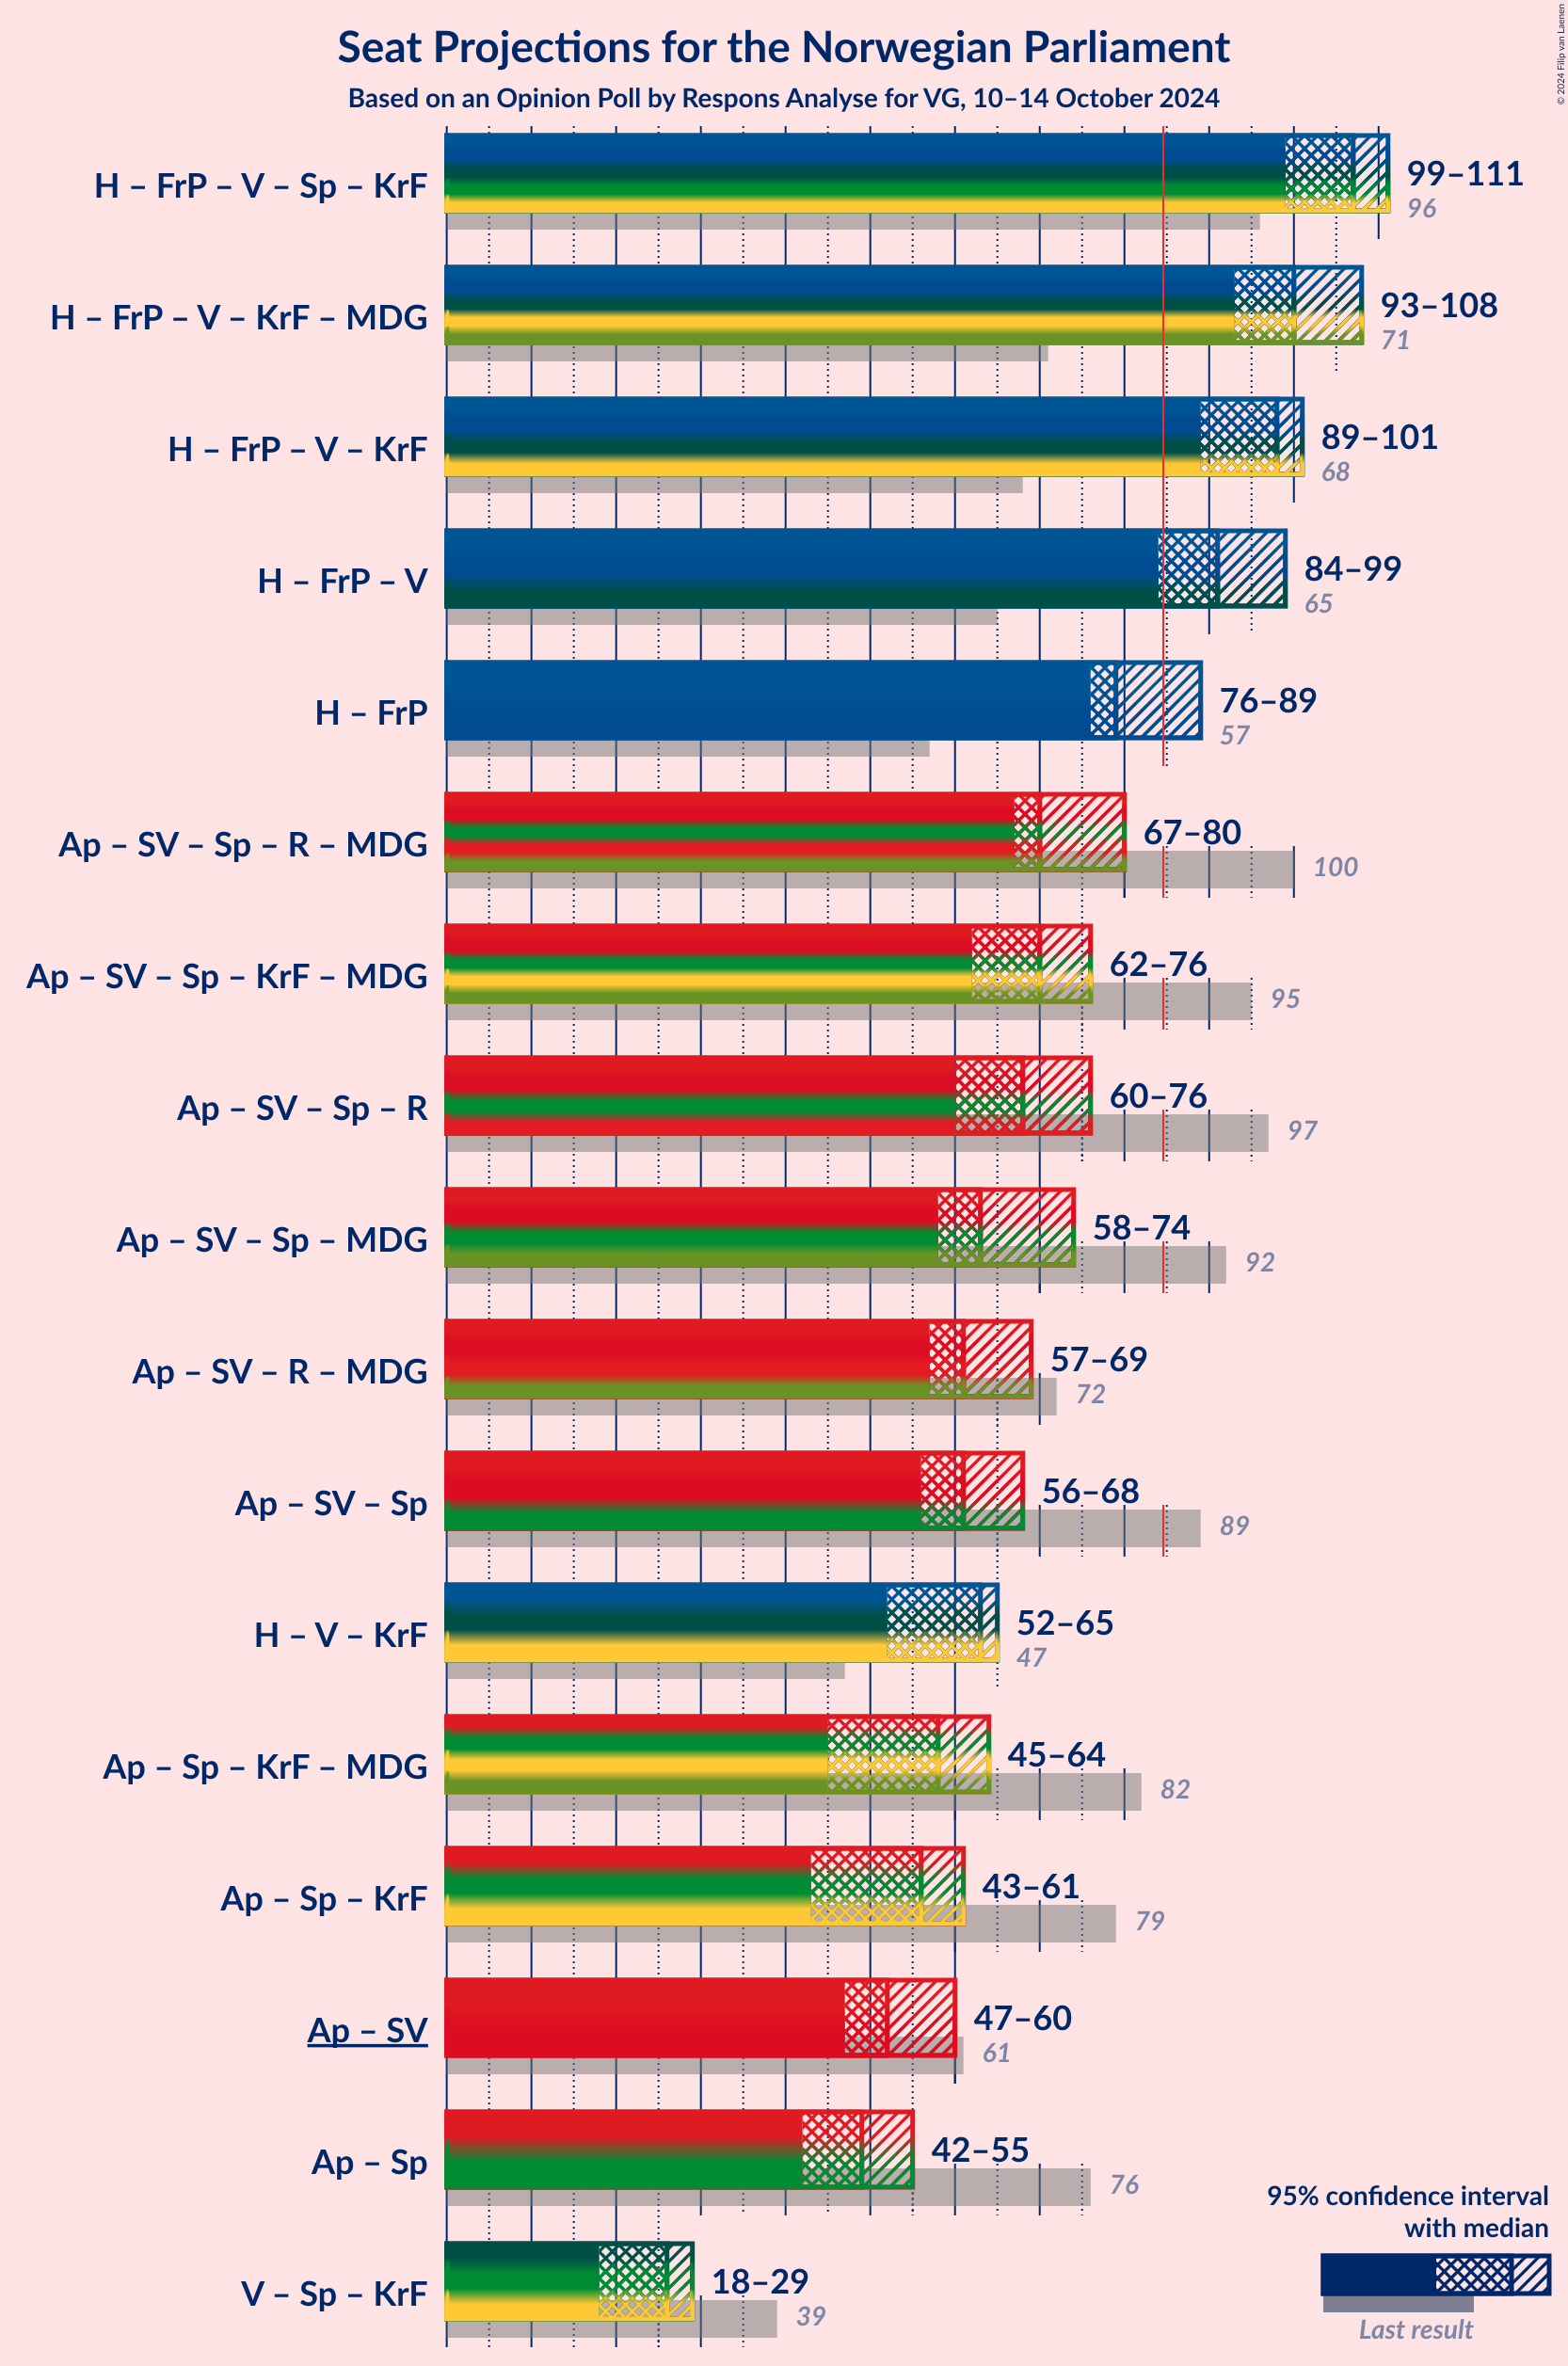 Seat Projections for the Norwegian Parliament
Based on an Opinion Poll by Respons Analyse for VG, 10–14 October 2024
© 2024 Filip van Laenen
H – FrP – V – Sp – KrF
99–111
96
H – FrP – V – KrF – MDG
93–108
71
H – FrP – V – KrF
89–101
68
H – FrP – V
84–99
65
H – FrP
76–89
57
Ap – SV – Sp – R – MDG
67–80
100
Ap – SV – Sp – KrF – MDG
62–76
95
Ap – SV – Sp – R
60–76
97
Ap – SV – Sp – MDG
58–74
92
Ap – SV – R – MDG
57–69
72
Ap – SV – Sp
56–68
89
H – V – KrF
52–65
47
Ap – Sp – KrF – MDG
45–64
82
Ap – Sp – KrF
43–61
79
Ap – SV
47–60
61
Ap – Sp
42–55
76
V – Sp – KrF
18–29
39
95% confidence interval
with median
Last result